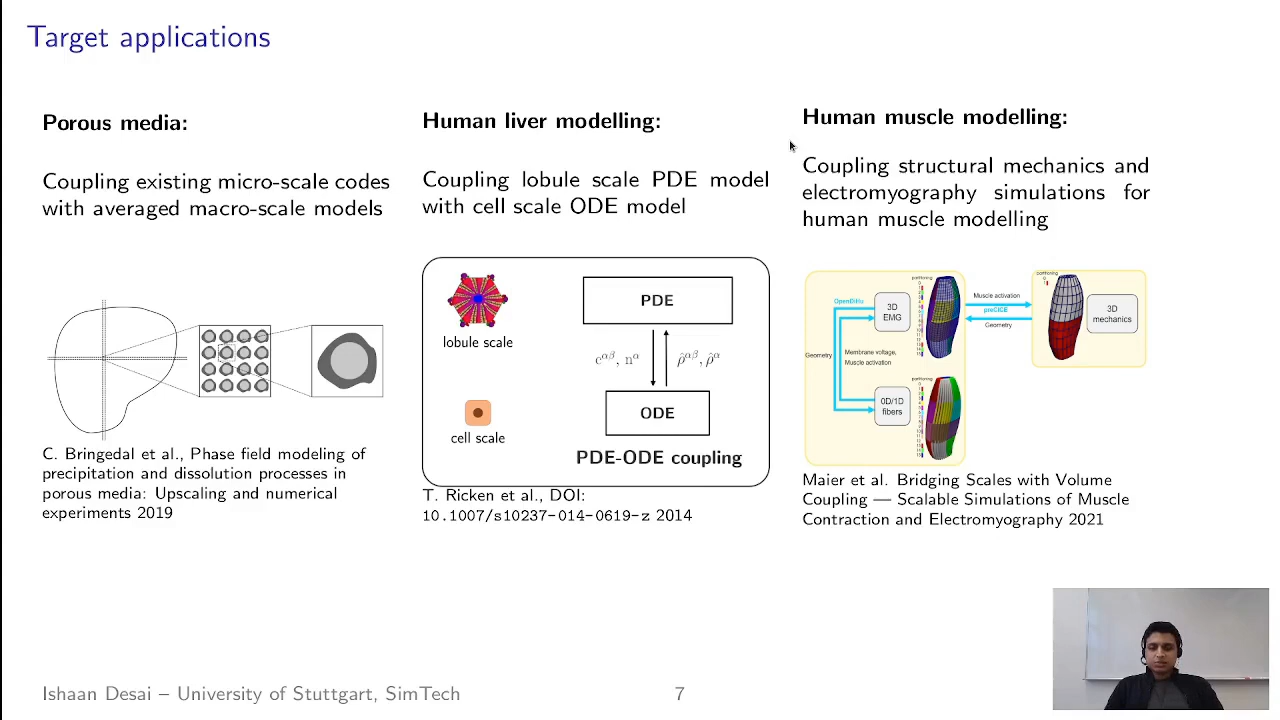 Target applications
Porous media:
Coupling existing micro-scale codes
with averaged macro-scale models
C. Bringedal et al., Phase field modeling of
precipitation and dissolution processes in
porous media: Upscaling and numerical
experiments 2019
Human liver modelling:
Coupling lobule scale PDE model
with cell scale ODE model
lobule scale
PDE
c^αβ, n^α
ρ̂^αβ, ρ̂^α
cell scale
ODE
PDE-ODE coupling
T. Ricken et al., DOI:
10.1007/s10237-014-0619-z 2014
Human muscle modelling:
Coupling structural mechanics and
electromyography simulations for
human muscle modelling
partitioning
OpenDiHu
3D
EMG
Geometry
Membrane voltage,
Muscle activation
partitioning
0D/1D
fibers
Muscle activation
preCICE
Geometry
partitioning
3D
mechanics
Maier et al. Bridging Scales with Volume
Coupling — Scalable Simulations of Muscle
Contraction and Electromyography 2021
Ishaan Desai – University of Stuttgart, SimTech
7